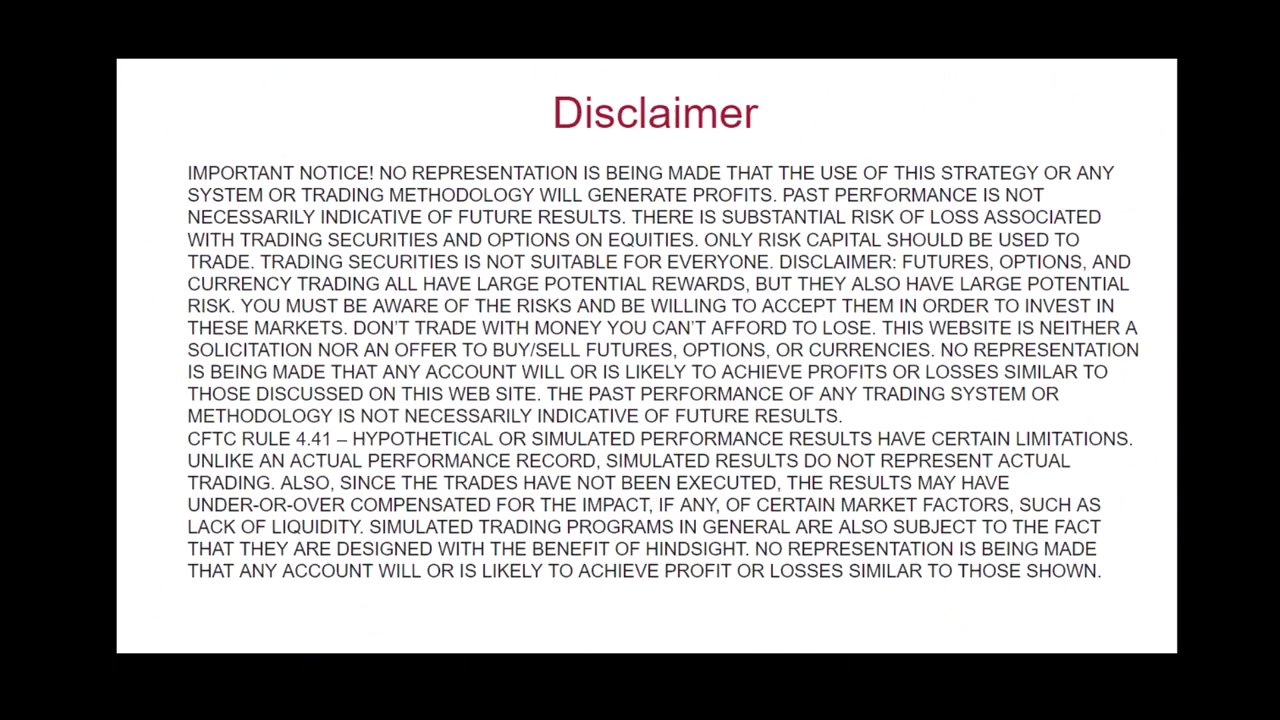 Disclaimer
IMPORTANT NOTICE! NO REPRESENTATION IS BEING MADE THAT THE USE OF THIS STRATEGY OR ANY
SYSTEM OR TRADING METHODOLOGY WILL GENERATE PROFITS. PAST PERFORMANCE IS NOT
NECESSARILY INDICATIVE OF FUTURE RESULTS. THERE IS SUBSTANTIAL RISK OF LOSS ASSOCIATED
WITH TRADING SECURITIES AND OPTIONS ON EQUITIES. ONLY RISK CAPITAL SHOULD BE USED TO
TRADE. TRADING SECURITIES IS NOT SUITABLE FOR EVERYONE. DISCLAIMER: FUTURES, OPTIONS, AND
CURRENCY TRADING ALL HAVE LARGE POTENTIAL REWARDS, BUT THEY ALSO HAVE LARGE POTENTIAL
RISK. YOU MUST BE AWARE OF THE RISKS AND BE WILLING TO ACCEPT THEM IN ORDER TO INVEST IN
THESE MARKETS. DON’T TRADE WITH MONEY YOU CAN’T AFFORD TO LOSE. THIS WEBSITE IS NEITHER A
SOLICITATION NOR AN OFFER TO BUY/SELL FUTURES, OPTIONS, OR CURRENCIES. NO REPRESENTATION
IS BEING MADE THAT ANY ACCOUNT WILL OR IS LIKELY TO ACHIEVE PROFITS OR LOSSES SIMILAR TO
THOSE DISCUSSED ON THIS WEB SITE. THE PAST PERFORMANCE OF ANY TRADING SYSTEM OR
METHODOLOGY IS NOT NECESSARILY INDICATIVE OF FUTURE RESULTS.
CFTC RULE 4.41 – HYPOTHETICAL OR SIMULATED PERFORMANCE RESULTS HAVE CERTAIN LIMITATIONS.
UNLIKE AN ACTUAL PERFORMANCE RECORD, SIMULATED RESULTS DO NOT REPRESENT ACTUAL
TRADING. ALSO, SINCE THE TRADES HAVE NOT BEEN EXECUTED, THE RESULTS MAY HAVE
UNDER-OR-OVER COMPENSATED FOR THE IMPACT, IF ANY, OF CERTAIN MARKET FACTORS, SUCH AS
LACK OF LIQUIDITY. SIMULATED TRADING PROGRAMS IN GENERAL ARE ALSO SUBJECT TO THE FACT
THAT THEY ARE DESIGNED WITH THE BENEFIT OF HINDSIGHT. NO REPRESENTATION IS BEING MADE
THAT ANY ACCOUNT WILL OR IS LIKELY TO ACHIEVE PROFIT OR LOSSES SIMILAR TO THOSE SHOWN.